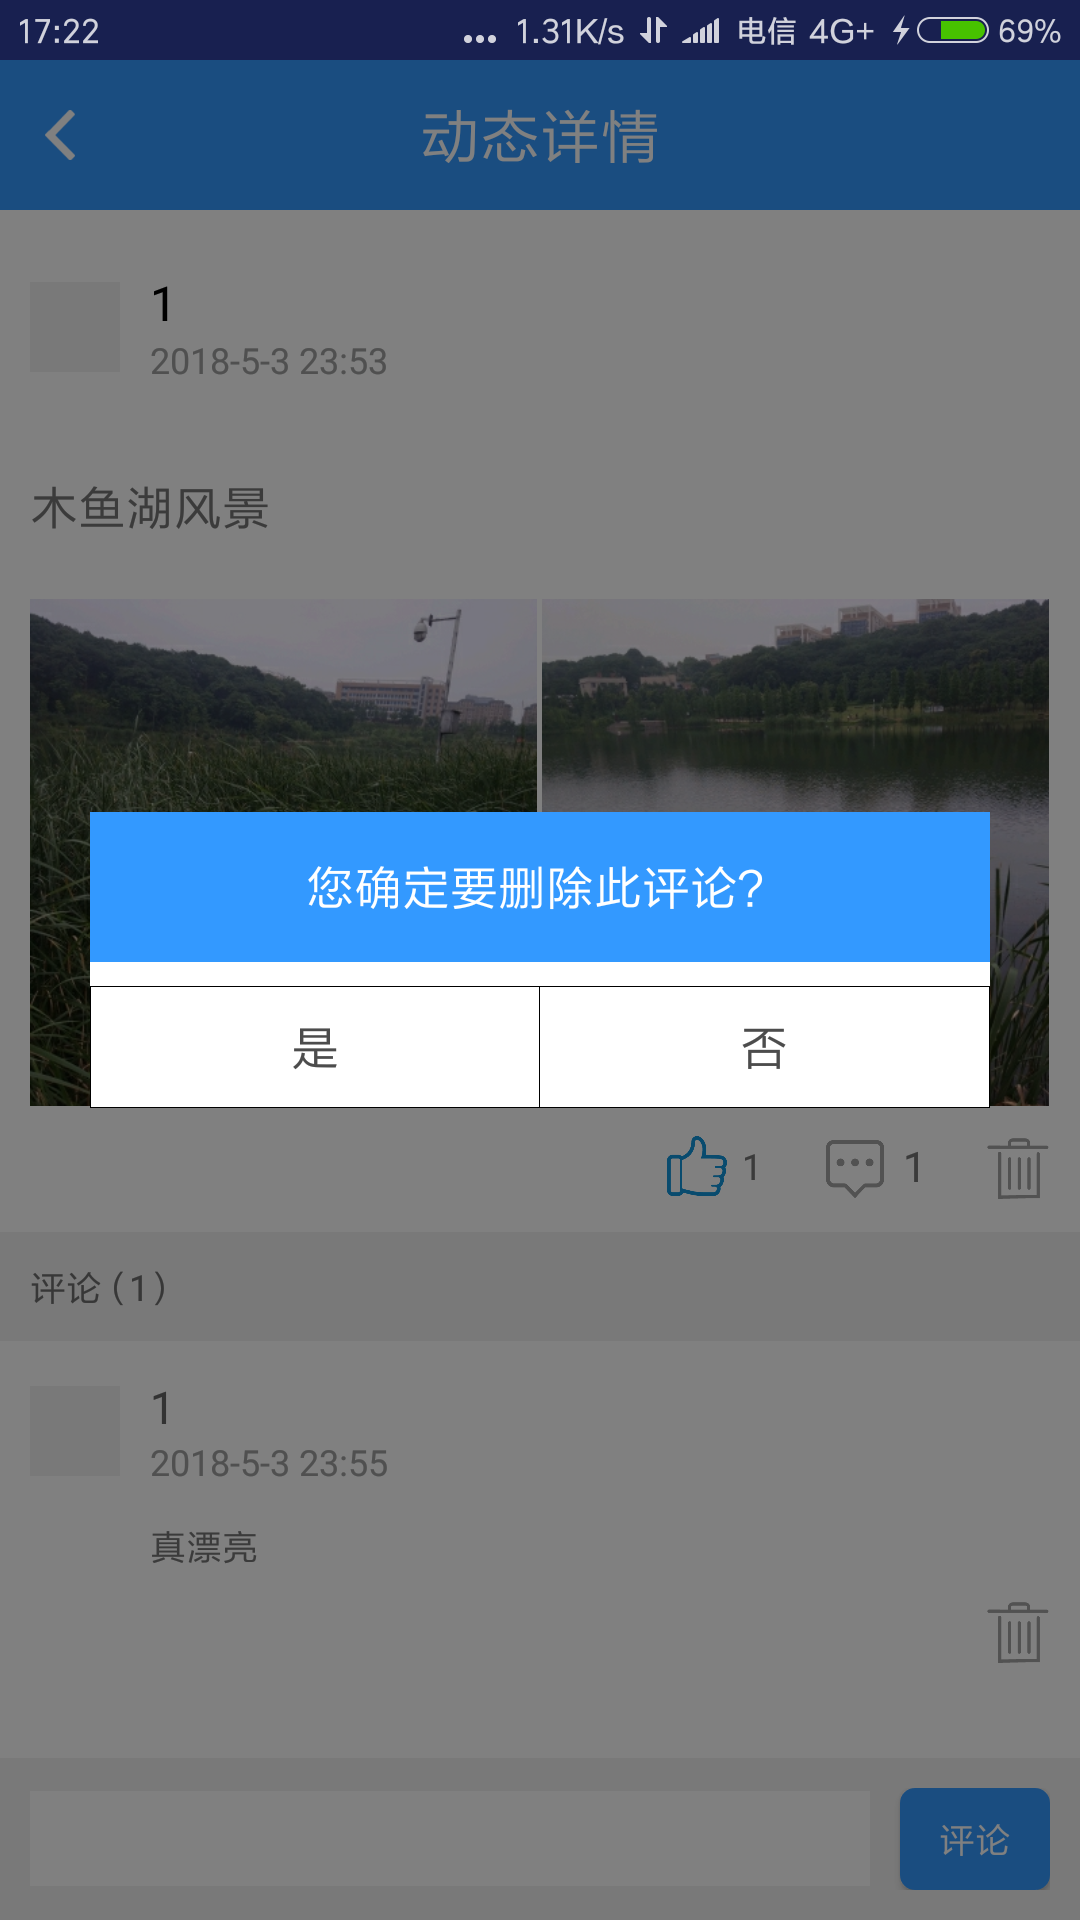 17:22 ... 1.31K/s 电信 4G+ 69%
动态详情
1
2018-5-3 23:53
木鱼湖风景
您确定要删除此评论?
是 否
1 1
评论 (1)
1
2018-5-3 23:55
真漂亮
评论